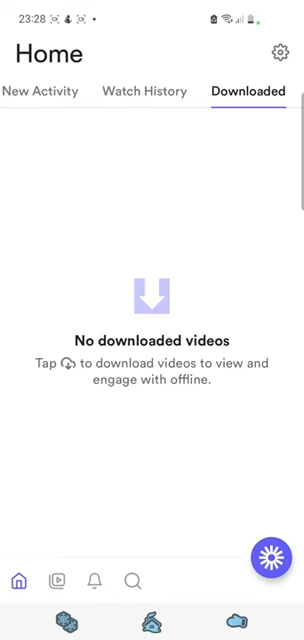 23:28
Home
New Activity
Watch History
Downloaded
No downloaded videos
Tap to download videos to view and
engage with offline.